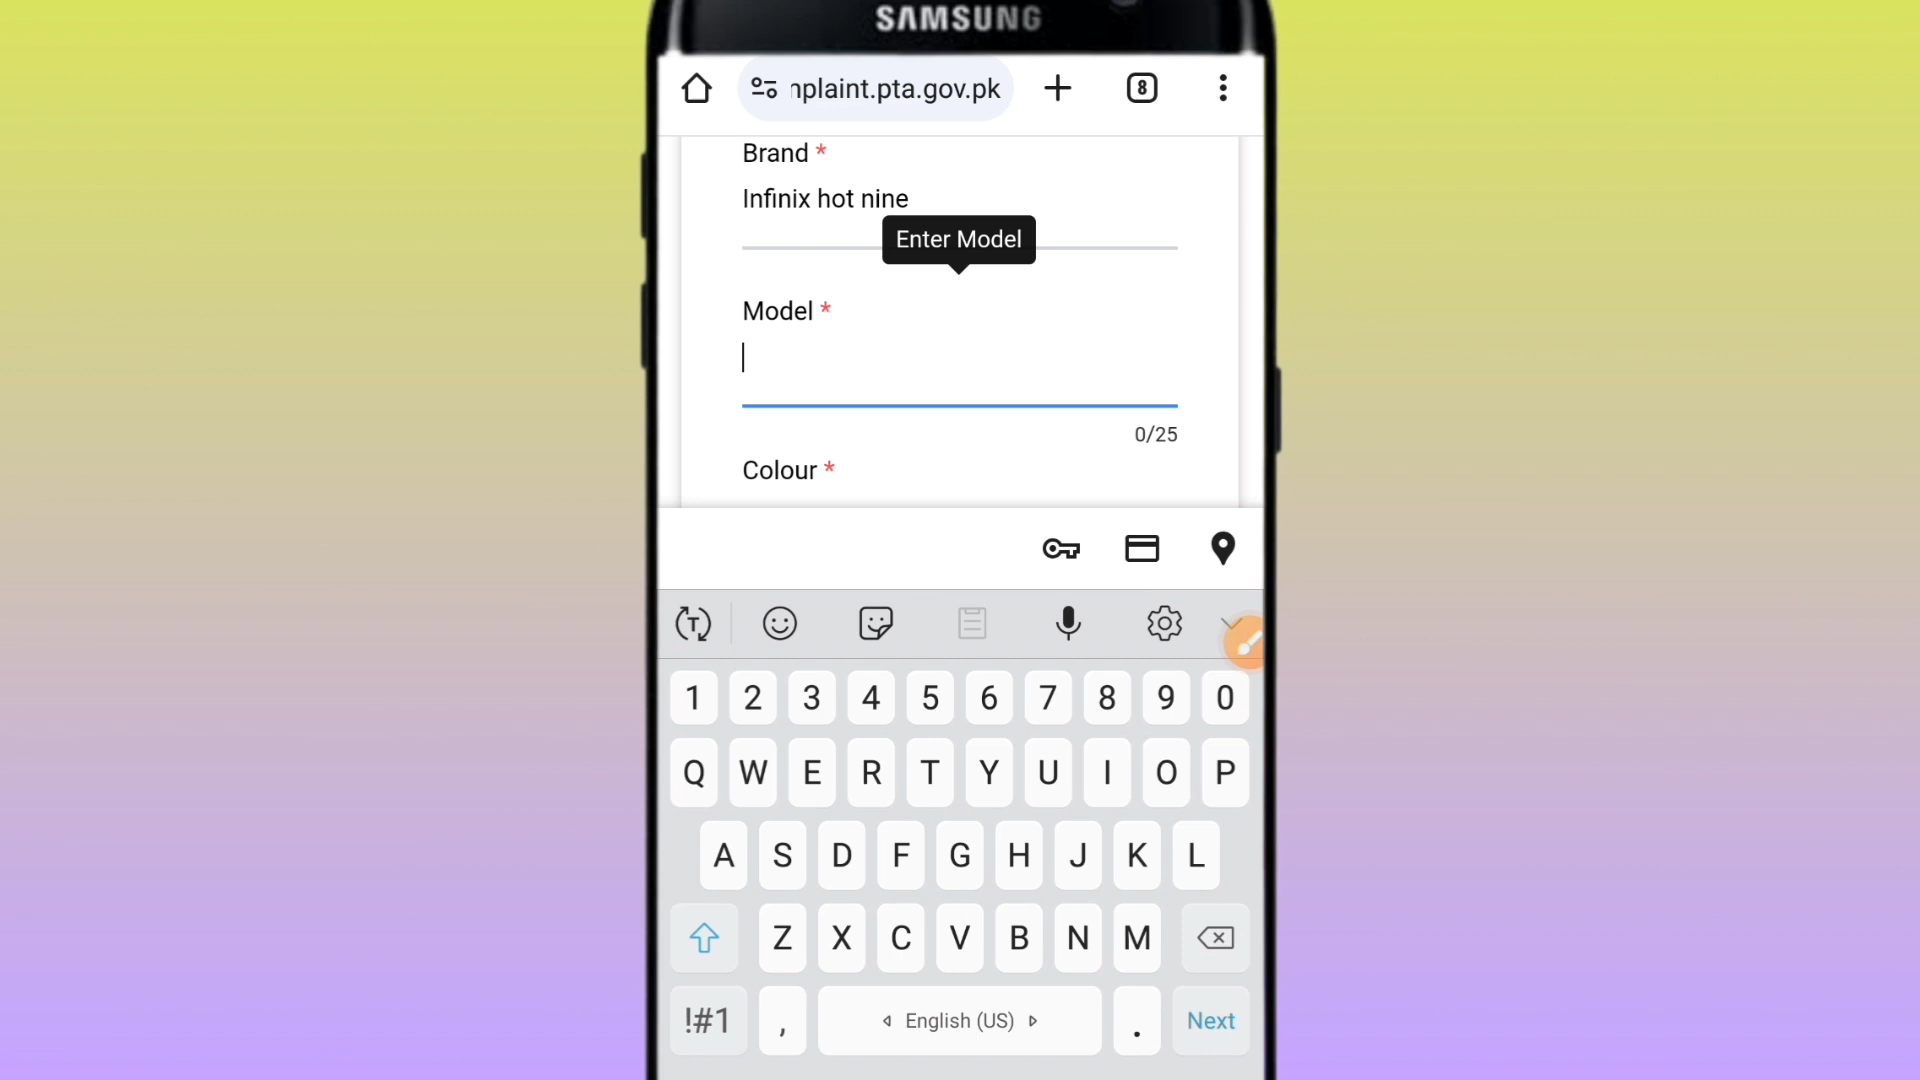 SAMSUNG
nplaint.pta.gov.pk
8
Brand *
Infinix hot nine
Enter Model
Model *
0/25
Colour *
T
1 2 3 4 5 6 7 8 9 0
Q W E R T Y U I O P
A S D F G H J K L
Z X C V B N M
!#1 , English (US) . Next